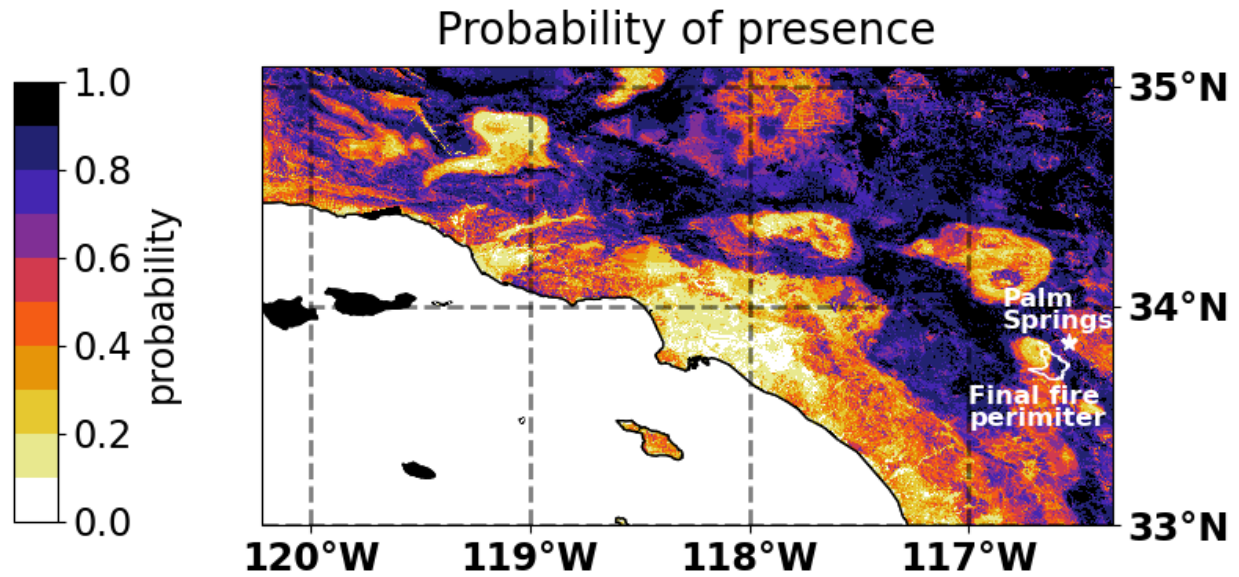 Probability of presence
1.0
0.8
0.6
0.4
0.2
0.0
probability
35°N
34°N
33°N
Palm
Springs
Final fire
perimiter
120°W
119°W
118°W
117°W